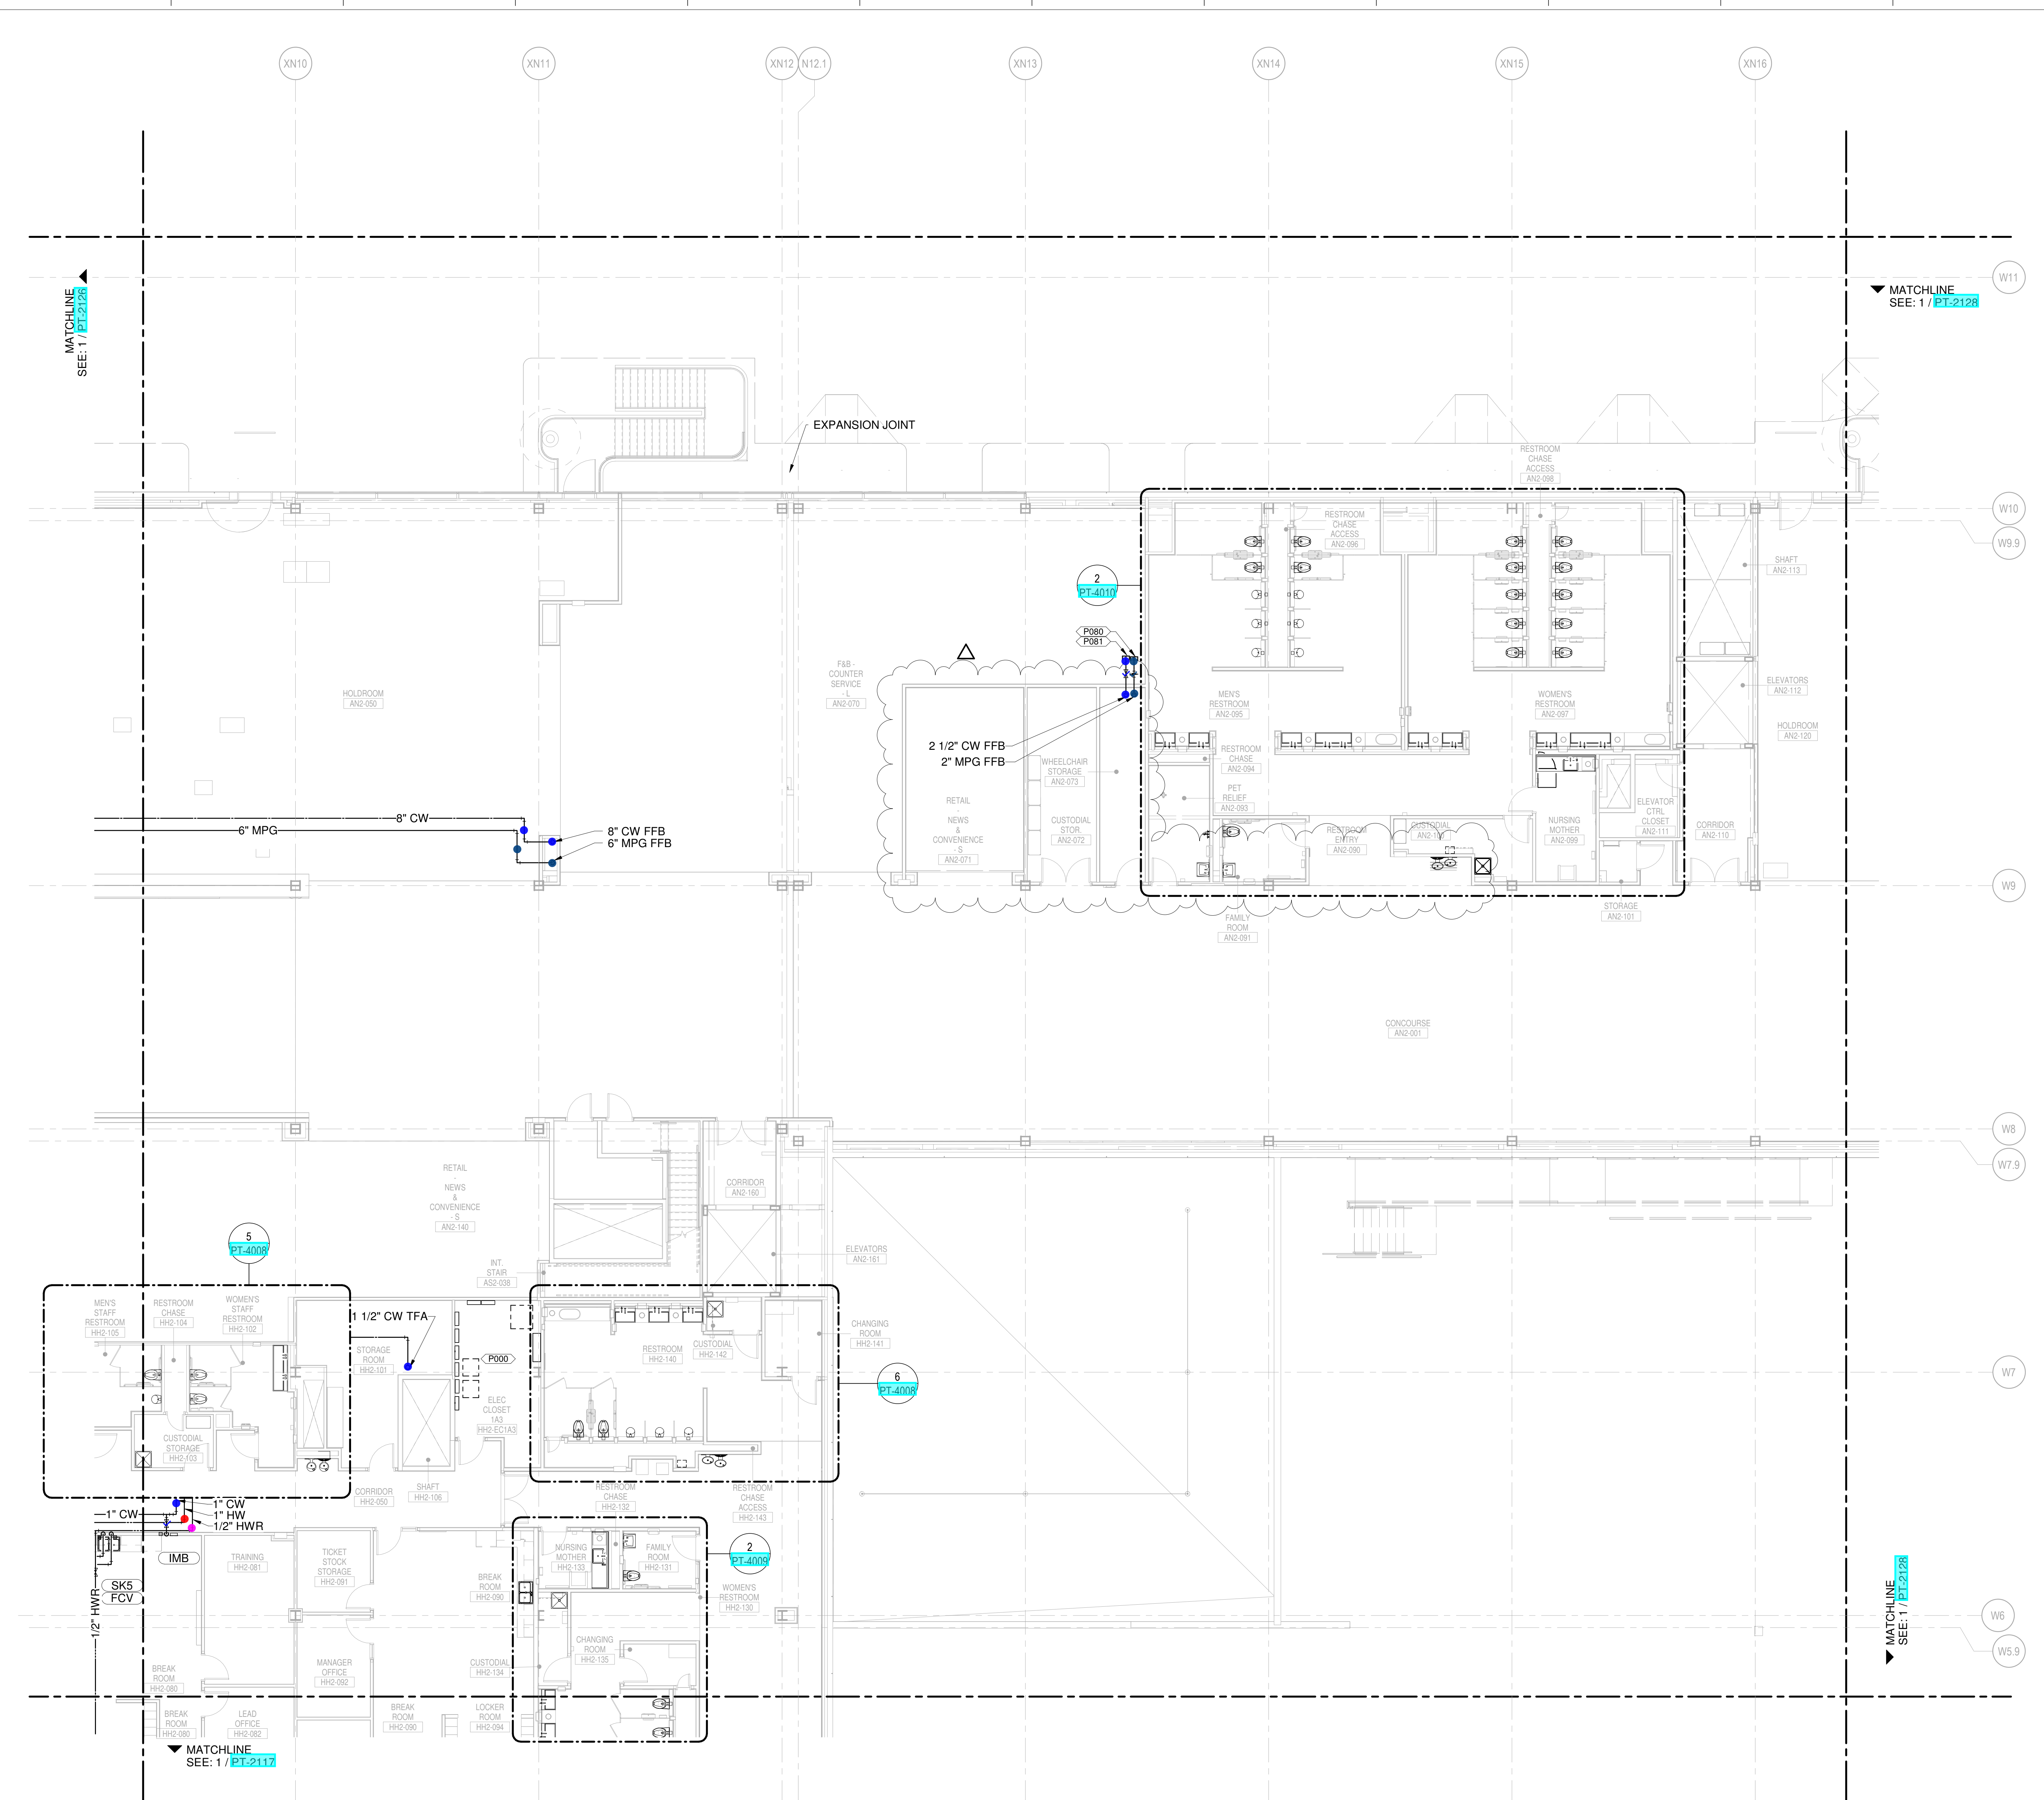 XN10
XN11
XN12
N12.1
XN13
XN14
XN15
XN16
W11
MATCHLINE
SEE: 1 / PT-2126
MATCHLINE
SEE: 1 / PT-2128
EXPANSION JOINT
RESTROOM
CHASE
ACCESS
AN2-098
W10
W9.9
RESTROOM
CHASE
ACCESS
AN2-096
SHAFT
AN2-113
2
PT-4010
P080
P081
F&B -
COUNTER
SERVICE
- L
AN2-070
HOLDROOM
AN2-050
MEN'S
RESTROOM
AN2-095
WOMEN'S
RESTROOM
AN2-097
ELEVATORS
AN2-112
HOLDROOM
AN2-120
2 1/2" CW FFB
2" MPG FFB
WHEELCHAIR
STORAGE
AN2-073
RESTROOM
CHASE
AN2-094
PET
RELIEF
AN2-093
RETAIL
-
NEWS
&
CONVENIENCE
- S
AN2-071
CUSTODIAL
STOR.
AN2-072
RESTROOM
ENTRY
AN2-090
CUSTODIAL
AN2-100
NURSING
MOTHER
AN2-099
ELEVATOR
CTRL
CLOSET
AN2-111
CORRIDOR
AN2-110
8" CW
6" MPG
8" CW FFB
6" MPG FFB
W9
STORAGE
AN2-101
FAMILY
ROOM
AN2-091
CONCOURSE
AN2-001
W8
W7.9
RETAIL
-
NEWS
&
CONVENIENCE
- S
AN2-140
CORRIDOR
AN2-160
5
PT-4008
ELEVATORS
AN2-161
INT.
STAIR
AS2-038
MEN'S
STAFF
RESTROOM
HH2-105
RESTROOM
CHASE
HH2-104
WOMEN'S
STAFF
RESTROOM
HH2-102
1 1/2" CW TFA
STORAGE
ROOM
HH2-101
P000
RESTROOM
HH2-140
CUSTODIAL
HH2-142
CHANGING
ROOM
HH2-141
W7
6
PT-4008
ELEC
CLOSET
1A3
HH2-EC1A3
CUSTODIAL
STORAGE
HH2-103
CORRIDOR
HH2-050
SHAFT
HH2-106
RESTROOM
CHASE
HH2-132
RESTROOM
CHASE
ACCESS
HH2-143
1" CW
1" CW
1" HW
1/2" HWR
IMB
SK5
FCV
1/2" HWR
TRAINING
HH2-081
TICKET
STOCK
STORAGE
HH2-091
BREAK
ROOM
HH2-090
NURSING
MOTHER
HH2-133
FAMILY
ROOM
HH2-131
2
PT-4009
WOMEN'S
RESTROOM
HH2-130
MATCHLINE
SEE: 1 / PT-2128
W6
W5.9
CHANGING
ROOM
HH2-135
BREAK
ROOM
HH2-080
MANAGER
OFFICE
HH2-092
CUSTODIAL
HH2-134
BREAK
ROOM
HH2-080
LEAD
OFFICE
HH2-082
BREAK
ROOM
HH2-090
LOCKER
ROOM
HH2-094
MATCHLINE
SEE: 1 / PT-2117